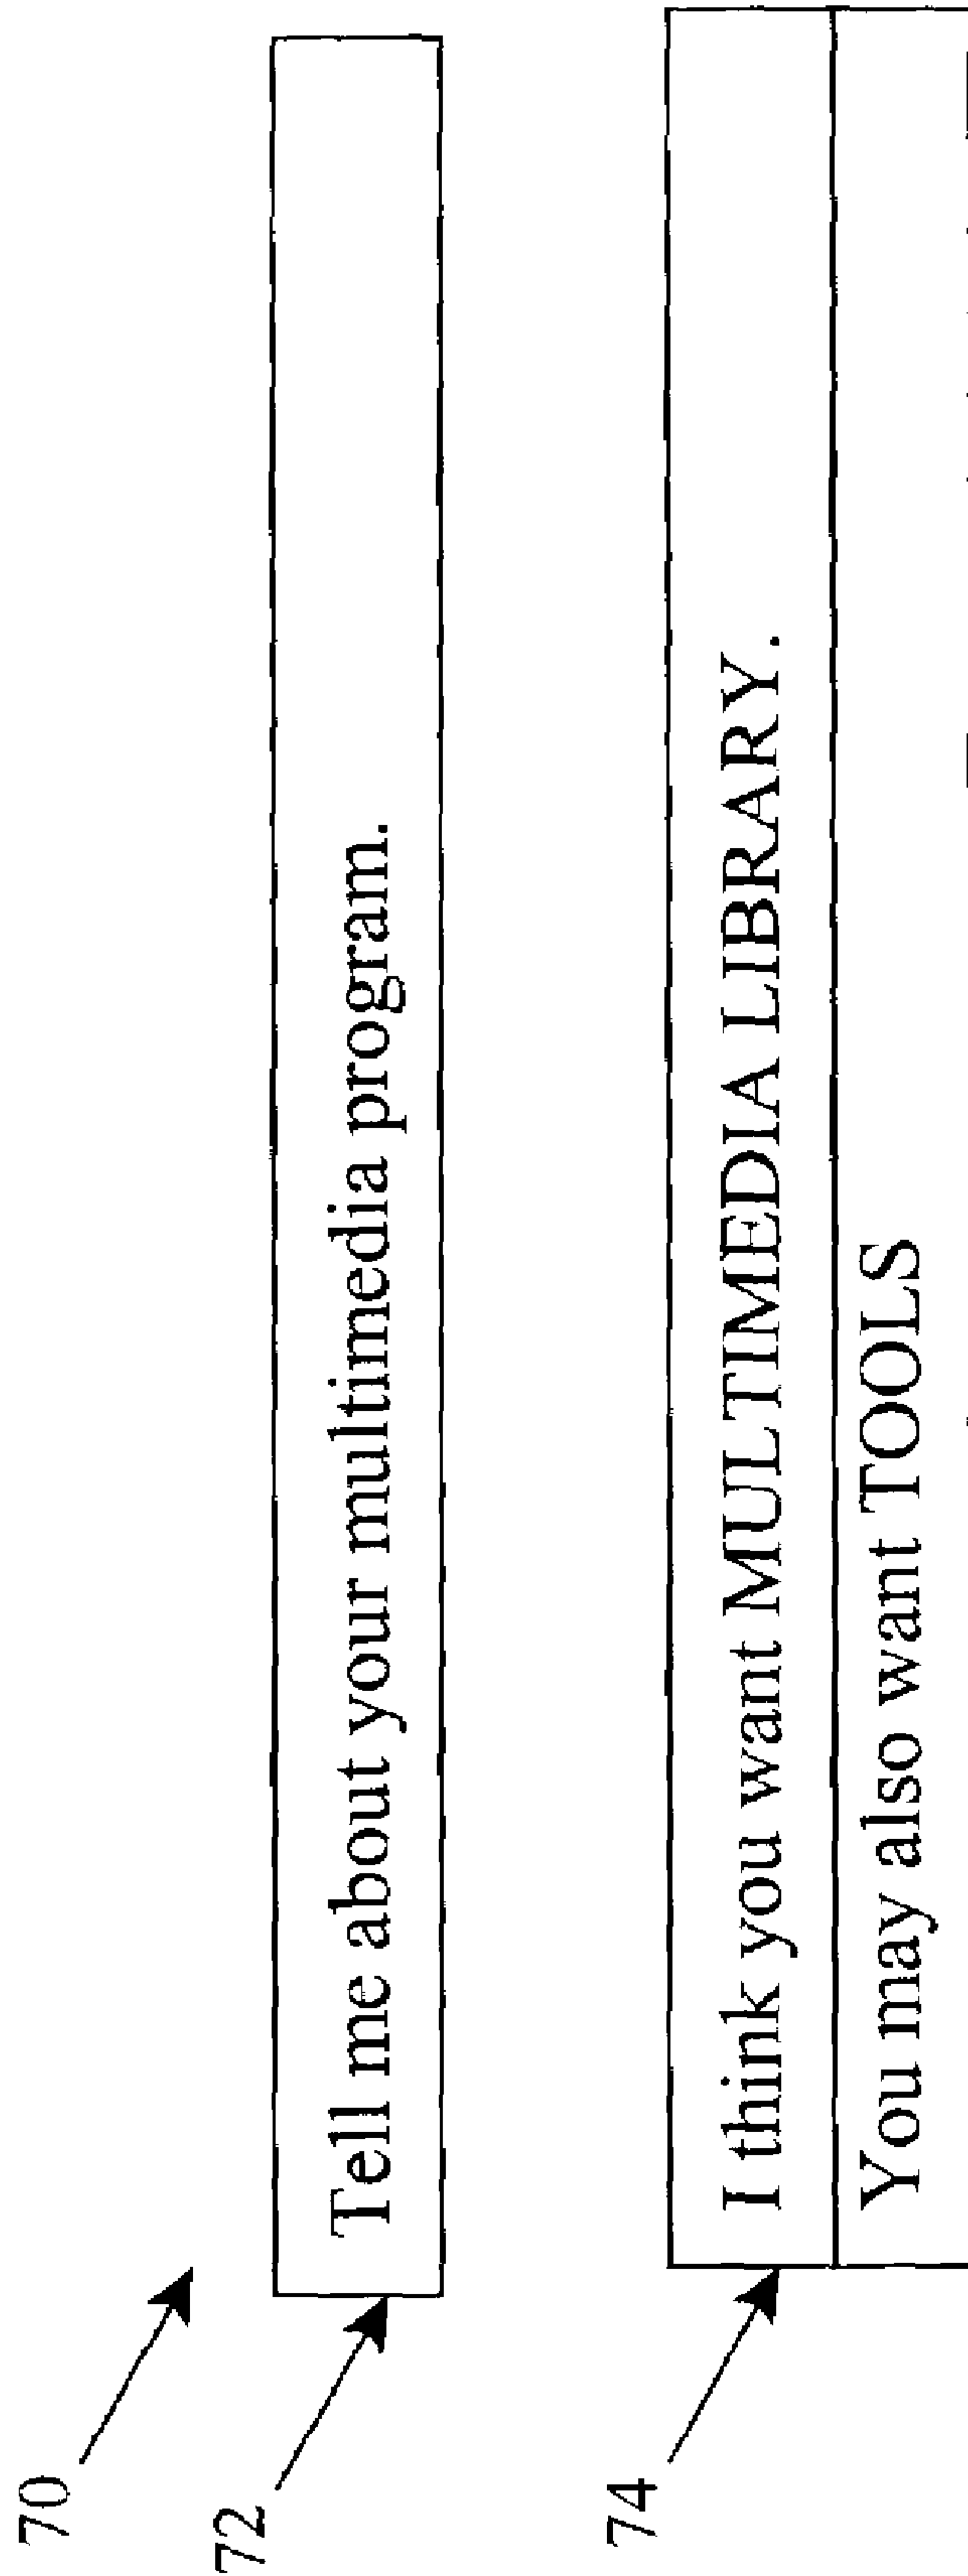 70
72
Tell me about your multimedia program.
74
I think you want MULTIMEDIA LIBRARY.
You may also want TOOLS